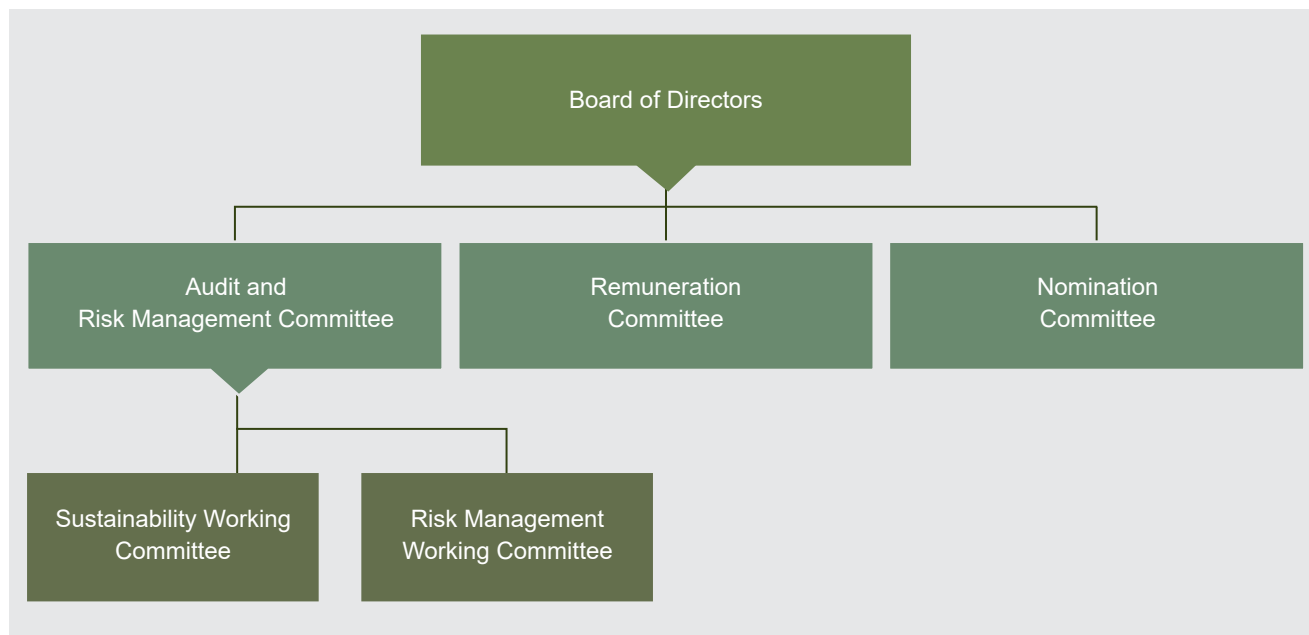 Board of Directors
Audit and
Risk Management Committee
Remuneration
Committee
Nomination
Committee
Sustainability Working
Committee
Risk Management
Working Committee